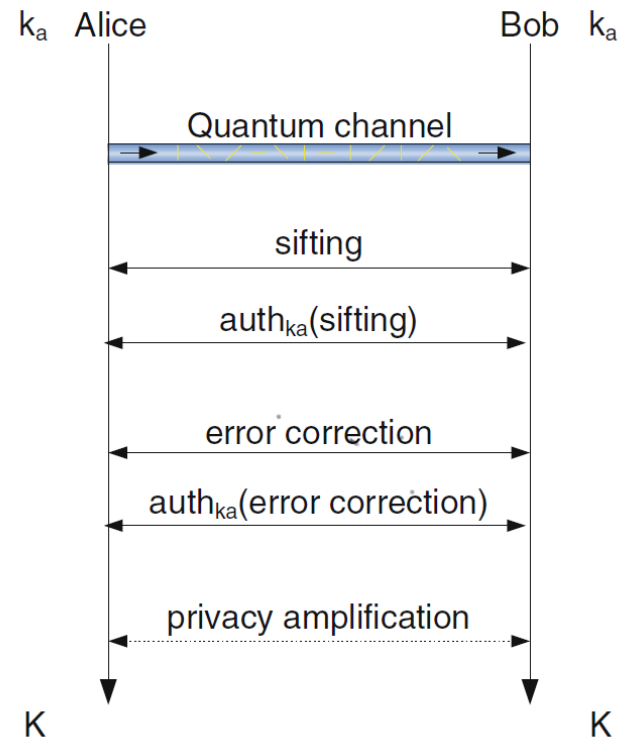 kₐ Alice Bob kₐ
Quantum channel
sifting
authₖₐ(sifting)
error correction
authₖₐ(error correction)
privacy amplification
K K